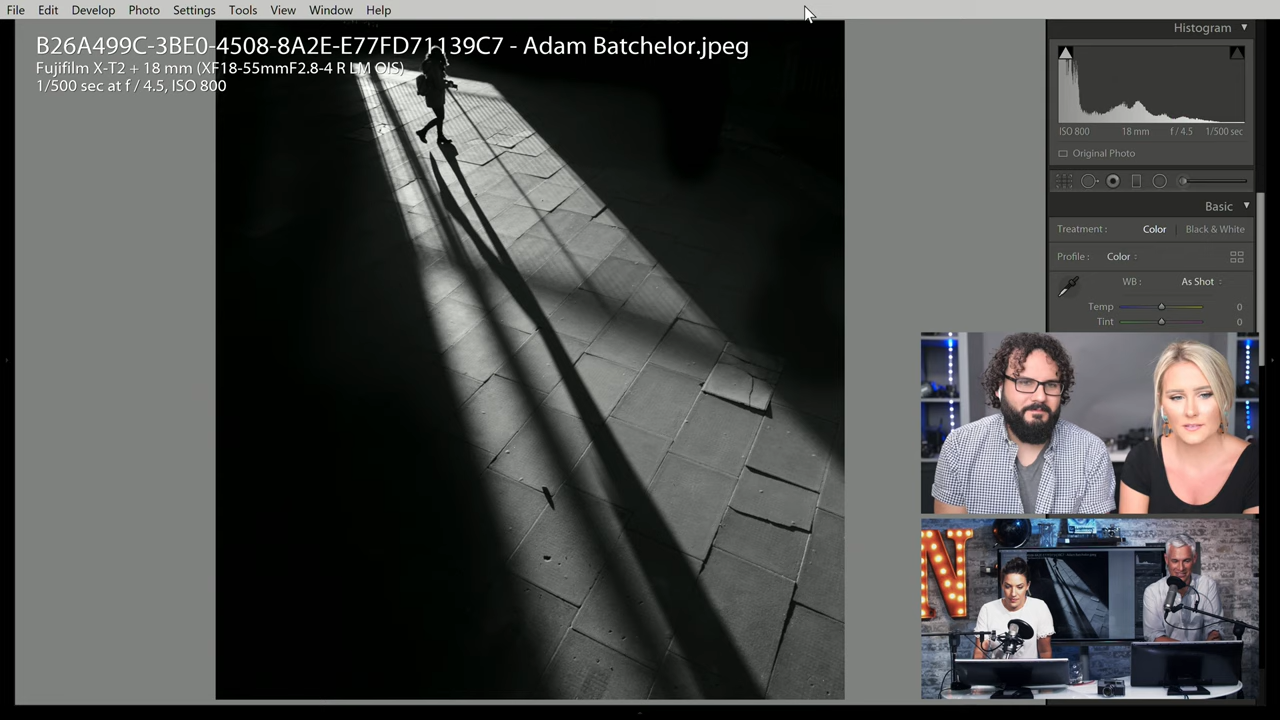 File Edit Develop Photo Settings Tools View Window Help
B26A499C-3BE0-4508-8A2E-E77FD71139C7 - Adam Batchelor.jpeg
Fujifilm X-T2 + 18 mm (XF18-55mmF2.8-4 R LM OIS)
1/500 sec at f / 4.5, ISO 800
Histogram
ISO 800 18 mm f / 4.5 1/500 sec
Original Photo
Basic
Treatment : Color Black & White
Profile : Color
WB : As Shot
Temp 0
Tint 0
N